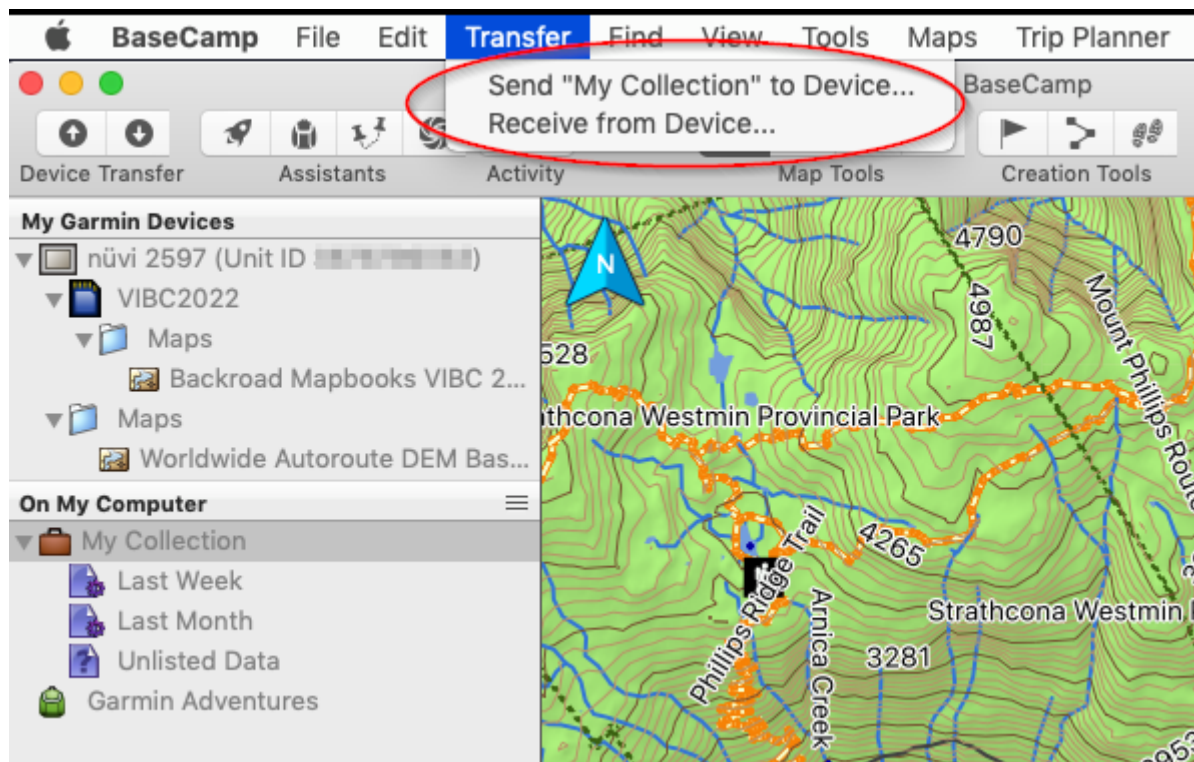 BaseCamp File Edit Transfer Find View Tools Maps Trip Planner
Send "My Collection" to Device...
BaseCamp
Receive from Device...
Device Transfer Assistants Activity Map Tools Creation Tools
My Garmin Devices
nüvi 2597 (Unit ID )
VIBC2022
Maps
Backroad Mapbooks VIBC 2...
Maps
Worldwide Autoroute DEM Bas...
On My Computer
My Collection
Last Week
Last Month
Unlisted Data
Garmin Adventures
N
4790
4987
Mount Phillips Rout
528
thcona Westmin Provincial Park
Phillips Ridge Trail
4265
Arnica Creek
Strathcona Westmin
3281
953